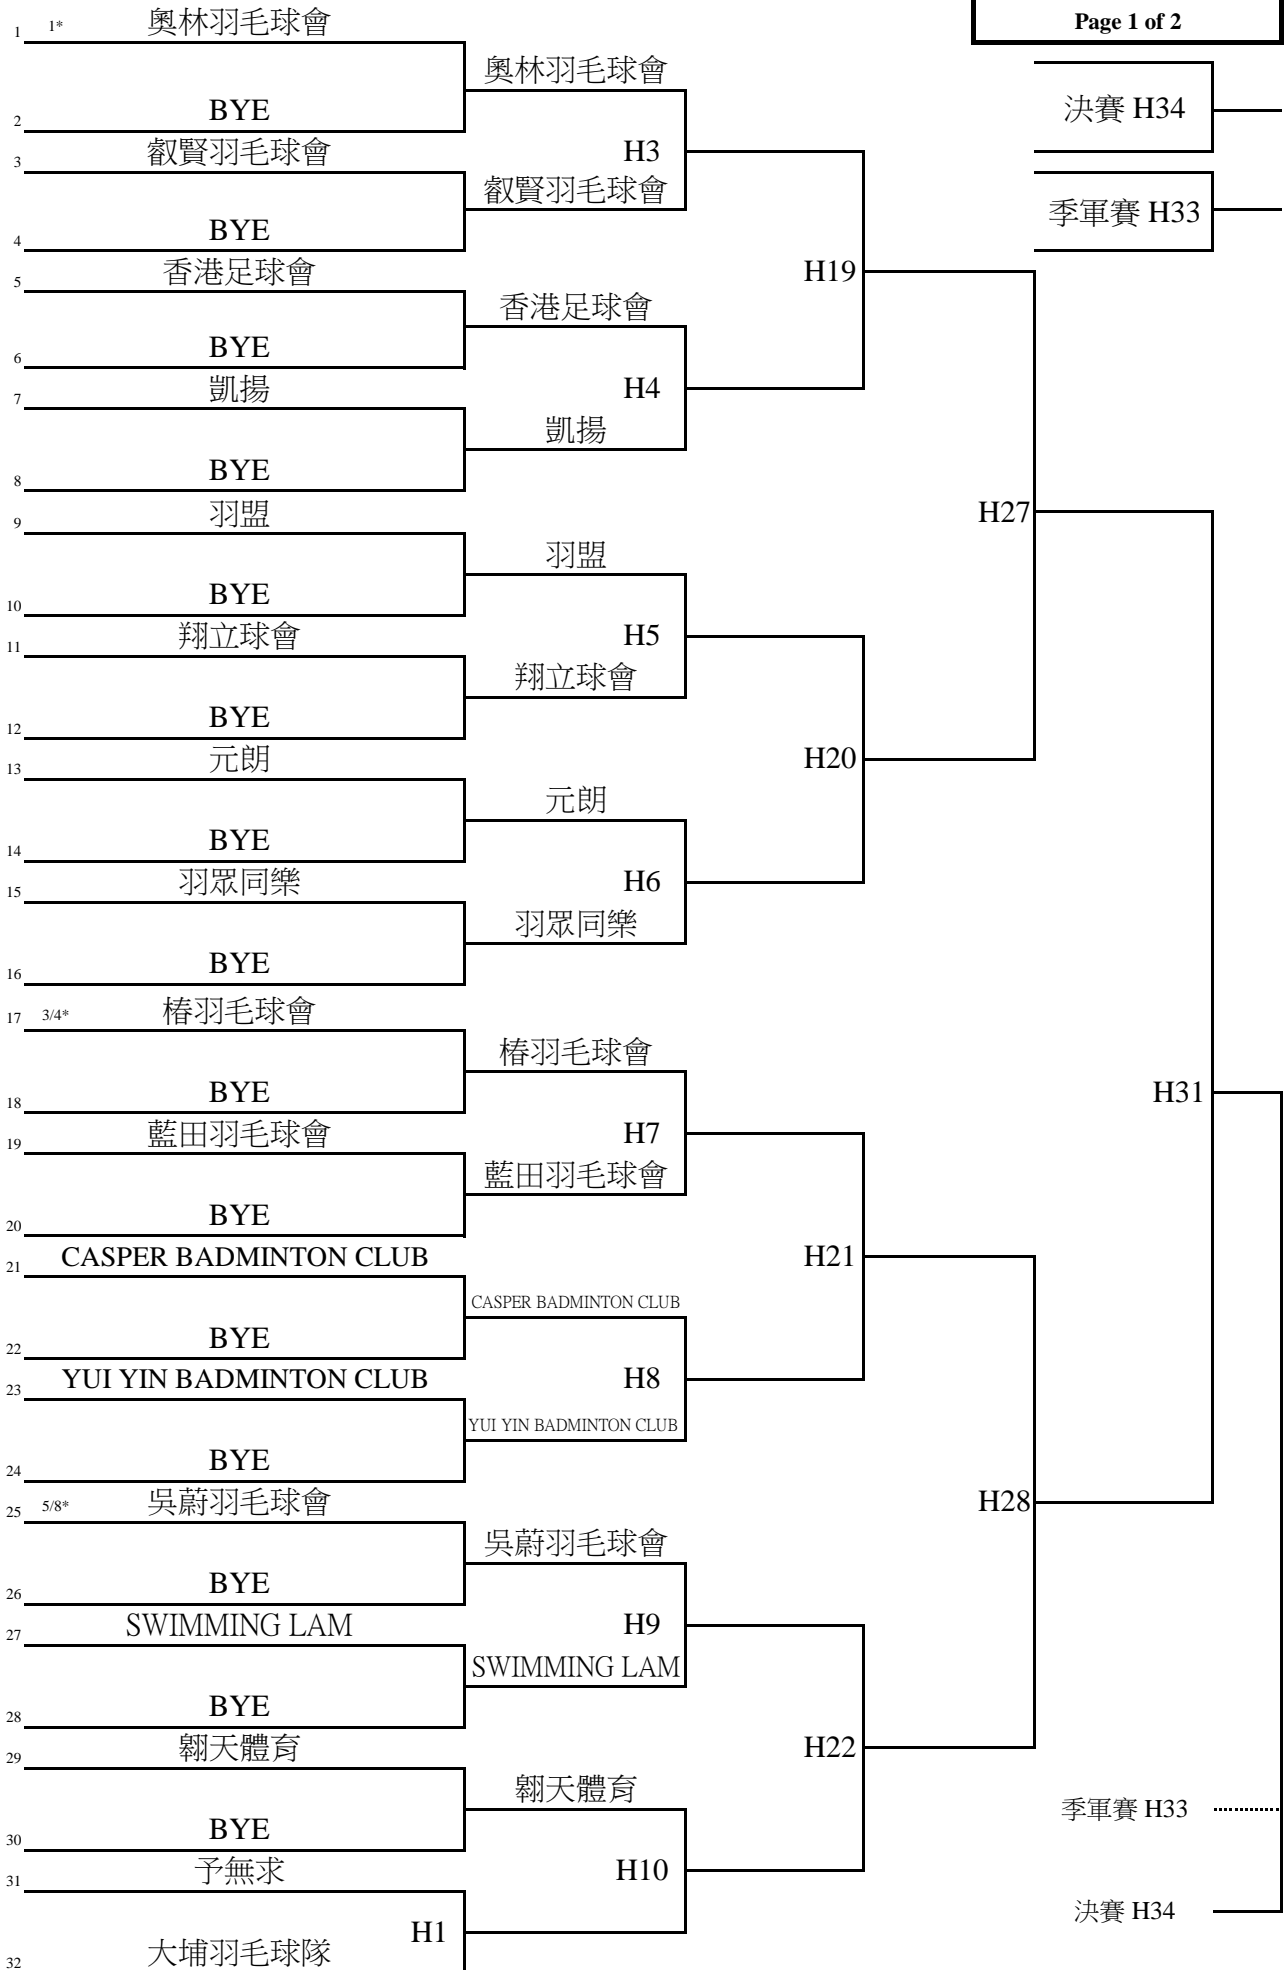 Page 1 of 2
1 1* 奧林羽毛球會
奧林羽毛球會
2 BYE
決賽 H34
3 叡賢羽毛球會
H3
叡賢羽毛球會
4 BYE
季軍賽 H33
5 香港足球會
H19
香港足球會
6 BYE
7 凱揚
H4
凱揚
8 BYE
9 羽盟
H27
羽盟
10 BYE
11 翔立球會
H5
翔立球會
12 BYE
13 元朗
H20
元朗
14 BYE
15 羽眾同樂
H6
羽眾同樂
16 BYE
17 3/4* 椿羽毛球會
椿羽毛球會
18 BYE
H31
19 藍田羽毛球會
H7
藍田羽毛球會
20 BYE
21 CASPER BADMINTON CLUB
H21
CASPER BADMINTON CLUB
22 BYE
23 YUI YIN BADMINTON CLUB
H8
YUI YIN BADMINTON CLUB
24 BYE
25 5/8* 吳蔚羽毛球會
H28
吳蔚羽毛球會
26 BYE
27 SWIMMING LAM
H9
SWIMMING LAM
28 BYE
29 翱天體育
H22
翱天體育
30 BYE
季軍賽 H33
31 予無求
H10
32 大埔羽毛球隊
H1
決賽 H34